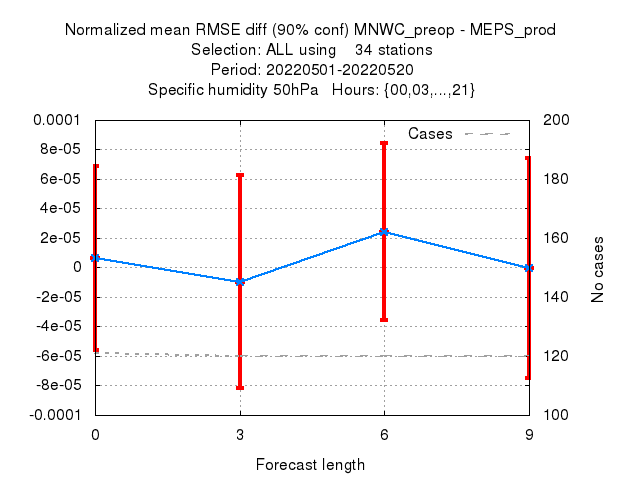 Normalized mean RMSE diff (90% conf) MNWC_preop - MEPS_prod
Selection: ALL using    34 stations
Period: 20220501-20220520
Specific humidity 50hPa   Hours: {00,03,...,21}
0.0001
8e-05
6e-05
4e-05
2e-05
0
-2e-05
-4e-05
-6e-05
-8e-05
-0.0001
Cases
200
180
160
140
120
100
No cases
0 3 6 9
Forecast length